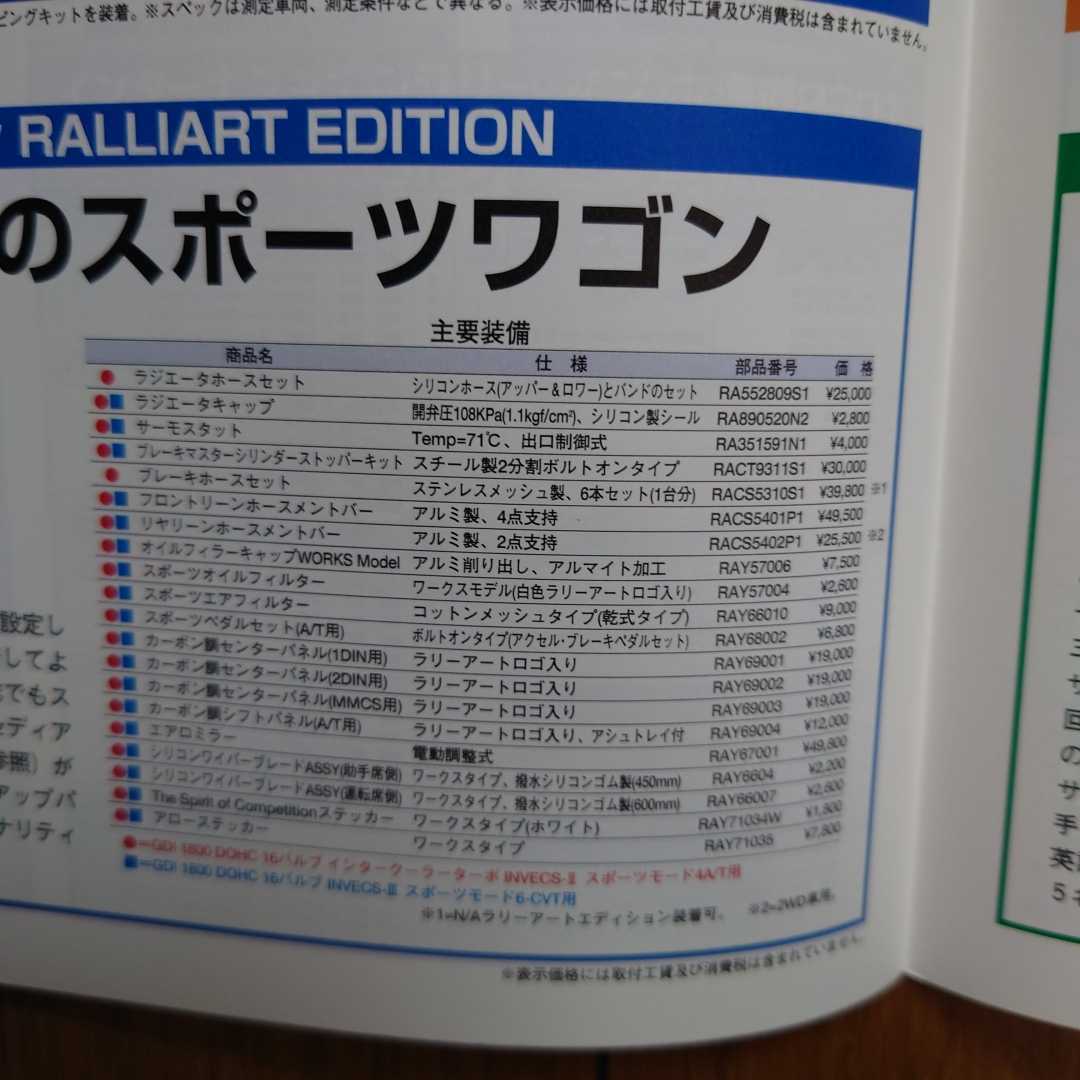 ピングキットを装着。※スペックは測定車両、測定条件などで異なる。※表示価格には取付工賃及び消費税は含まれていません。
RALLIART EDITION
のスポーツワゴン
主要装備
商品名 仕様 部品番号 価格
● ラジエータホースセット シリコンホース(アッパー&ロワー)とバンドのセット RA552809S1 ¥25,000
●■ ラジエータキャップ 開弁圧108KPa(1.1kgf/cm²)、シリコン製シール RA890520N2 ¥2,800
●■ サーモスタット Temp=71℃、出口制御式 RA351591N1 ¥4,000
●■ ブレーキマスターシリンダーストッパーキット スチール製2分割ボルトオンタイプ RACT9311S1 ¥30,000
● ブレーキホースセット ステンレスメッシュ製、6本セット(1台分) RACS5310S1 ¥39,800 ※1
●■ フロントリーンホースメントバー アルミ製、4点支持 RACS5401P1 ¥49,500
●■ リヤリーンホースメントバー アルミ製、2点支持 RACS5402P1 ¥25,500 ※2
●■ オイルフィラーキャップWORKS Model アルミ削り出し、アルマイト加工 RAY57006 ¥7,500
●■ スポーツオイルフィルター ワークスモデル(白色ラリーアートロゴ入り) RAY57004 ¥2,600
●■ スポーツエアフィルター コットンメッシュタイプ(乾式タイプ) RAY66010 ¥9,000
●■ スポーツペダルセット(A/T用) ボルトオンタイプ(アクセル・ブレーキペダルセット) RAY68002 ¥6,800
●■ カーボン調センターパネル(1DIN用) ラリーアートロゴ入り RAY69001 ¥19,000
●■ カーボン調センターパネル(2DIN用) ラリーアートロゴ入り RAY69002 ¥19,000
●■ カーボン調センターパネル(MMCS用) ラリーアートロゴ入り RAY69003 ¥19,000
●■ カーボン調シフトパネル(A/T用) ラリーアートロゴ入り、アシュトレイ付 RAY69004 ¥12,000
●■ エアロミラー 電動調整式 RAY67001 ¥49,800
●■ シリコンワイパーブレードASSY(助手席側) ワークスタイプ、撥水シリコンゴム製(450mm) RAY6604 ¥2,200
●■ シリコンワイパーブレードASSY(運転席側) ワークスタイプ、撥水シリコンゴム製(600mm) RAY66007
●■ The Spirit of Competitionステッカー ワークスタイプ(ホワイト) RAY71034W ¥1,800
●■ アローステッカー ワークスタイプ RAY71035 ¥7,800
●=GDI 1800 DOHC 16バルブ インタークーラーターボ INVECS-Ⅱ スポーツモード4A/T用
■=GDI 1800 DOHC 16バルブ INVECS-Ⅲ スポーツモード6-CVT用
※1=N/Aラリーアートエディション装着可。 ※2=2WD車用。
※表示価格には取付工賃及び消費税は含まれていません。
設定し
してよ
でもス
セディア
参照）が
アップパ
ナリティ
サ
回
の
サ
手
英
5